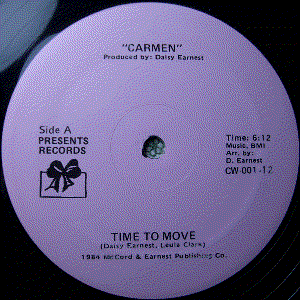 "CARMEN"
Produced by: Daisy Earnest
Side A
PRESENTS
RECORDS
Time: 6:12
Music, BMI
Arr. by:
D. Earnest
CW-001-12
TIME TO MOVE
(Daisy Earnest, Leula Clark)
1984 McCord & Earnest Publishing Co.